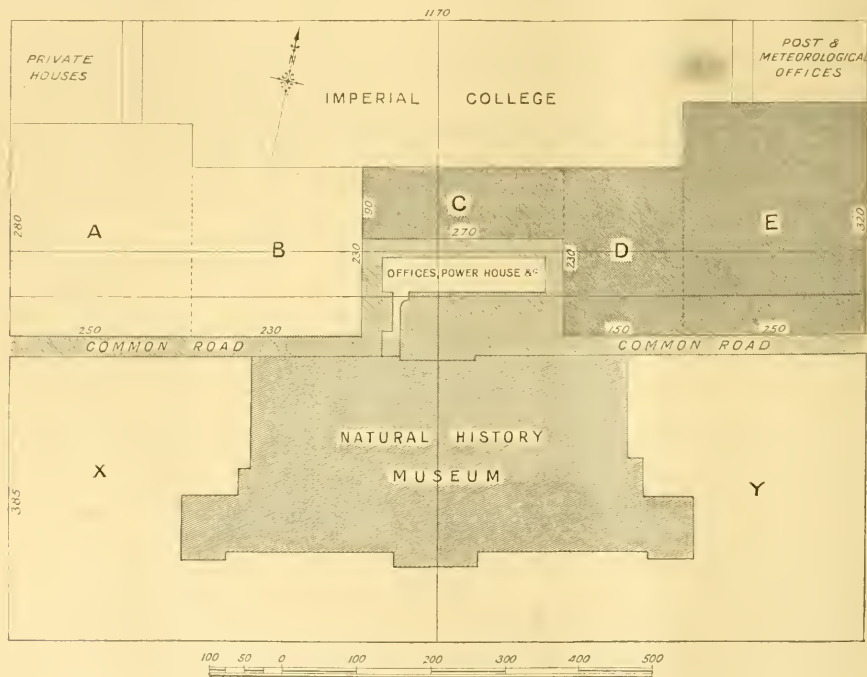 1170
PRIVATE
HOUSES
N
POST &
METEOROLOGICAL
OFFICES
IMPERIAL COLLEGE
280
A
B
230
90
C
270
230
D
E
320
OFFICES, POWER HOUSE &c
250
230
150
250
COMMON ROAD
COMMON ROAD
NATURAL HISTORY
MUSEUM
X
Y
385
100 50 0 100 200 300 400 500